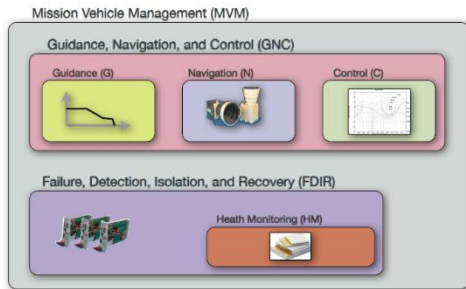 Mission Vehicle Management (MVM)
Guidance, Navigation, and Control (GNC)
Guidance (G)
Navigation (N)
Control (C)
Failure, Detection, Isolation, and Recovery (FDIR)
Heath Monitoring (HM)